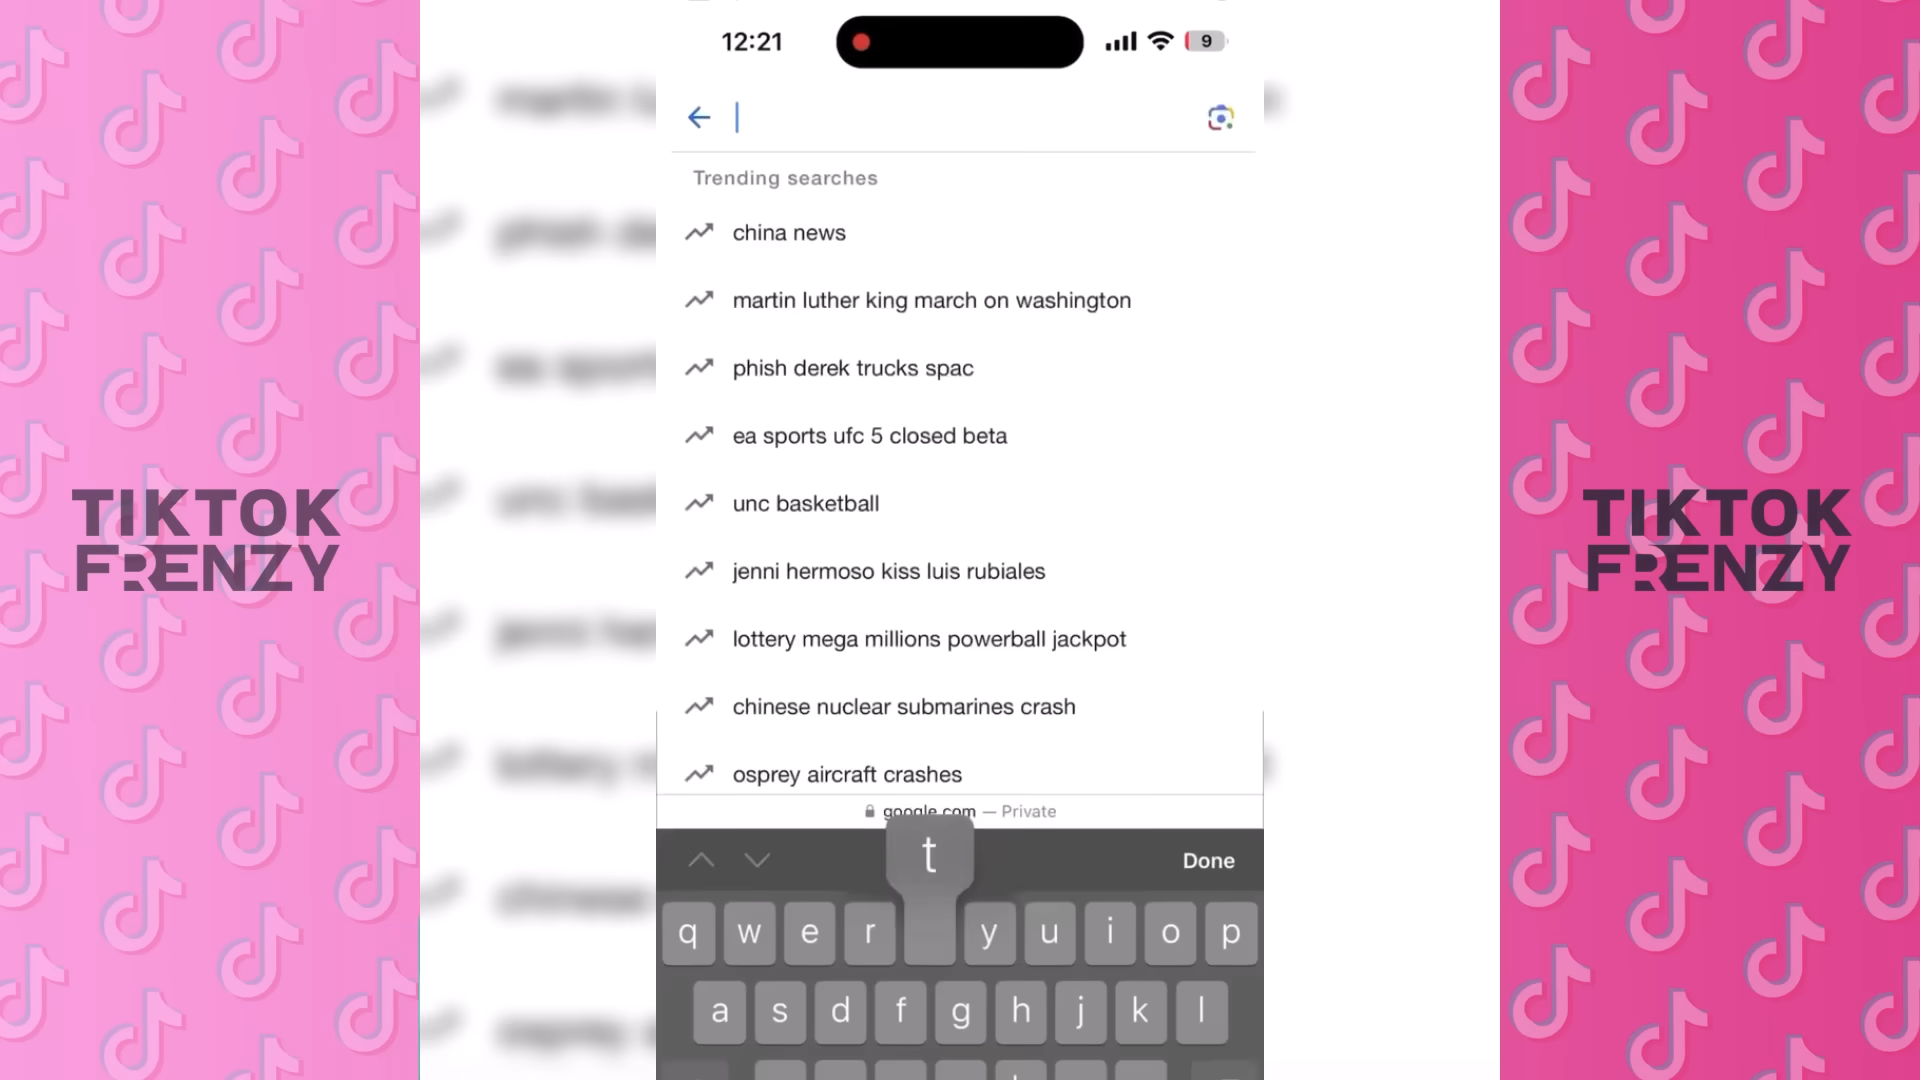 12:21
9
Trending searches
china news
martin luther king march on washington
phish derek trucks spac
ea sports ufc 5 closed beta
unc basketball
jenni hermoso kiss luis rubiales
lottery mega millions powerball jackpot
chinese nuclear submarines crash
osprey aircraft crashes
google.com — Private
t
Done
q w e r y u i o p
a s d f g h j k l
TIKTOK
FRENZY
TIKTOK
FRENZY